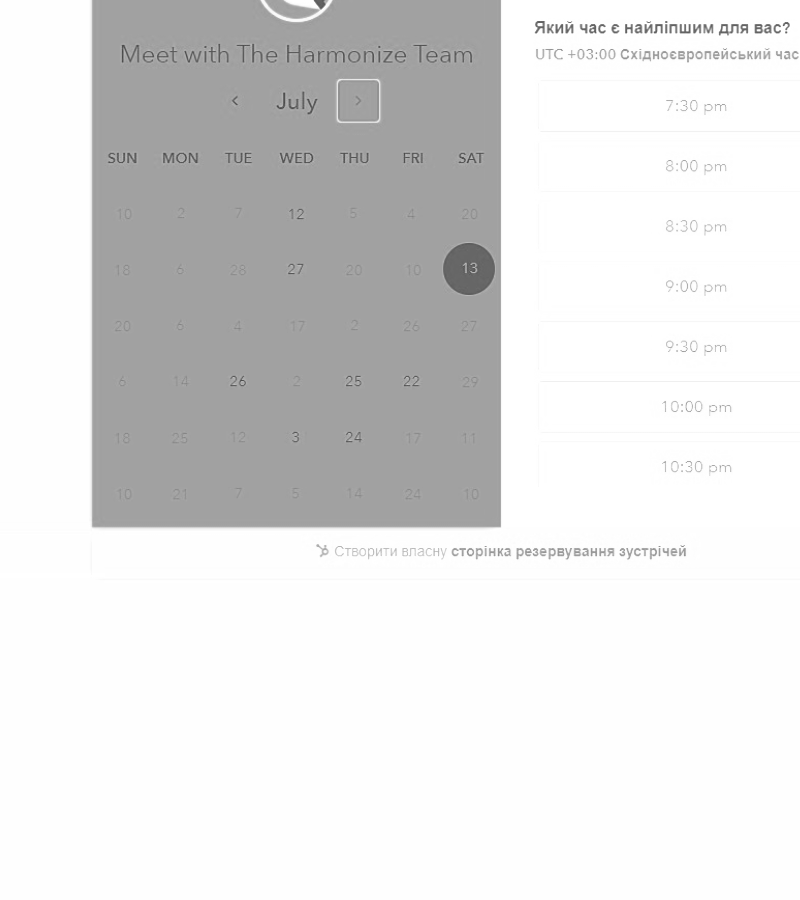 Meet with The Harmonize Team
July
SUN MON TUE WED THU FRI SAT
10 2 7 12 5 4 20
18 6 28 27 20 10 13
20 6 4 17 2 26 27
6 14 26 2 25 22 29
18 25 12 3 24 17 11
10 21 7 5 14 24 10
Який час є найліпшим для вас?
UTC +03:00 Східноєвропейський час
7:30 pm
8:00 pm
8:30 pm
9:00 pm
9:30 pm
10:00 pm
10:30 pm
Створити власну сторінка резервування зустрічей